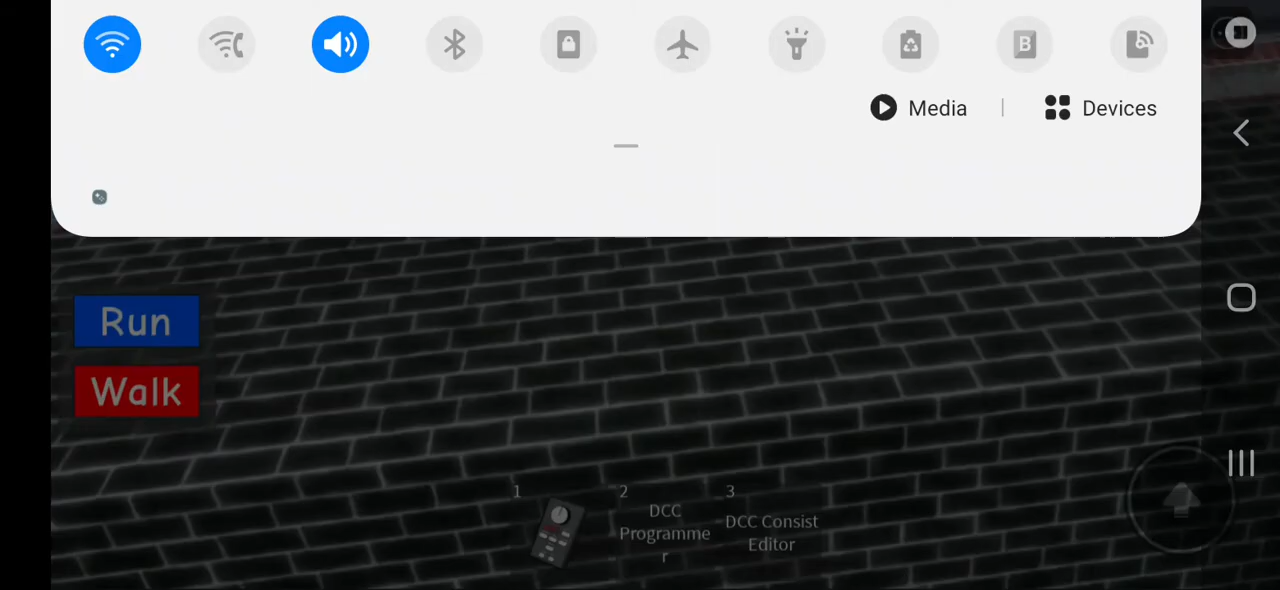 B
Media
Devices
Run
Walk
1
2
3
DCC
Programme
r
DCC Consist
Editor